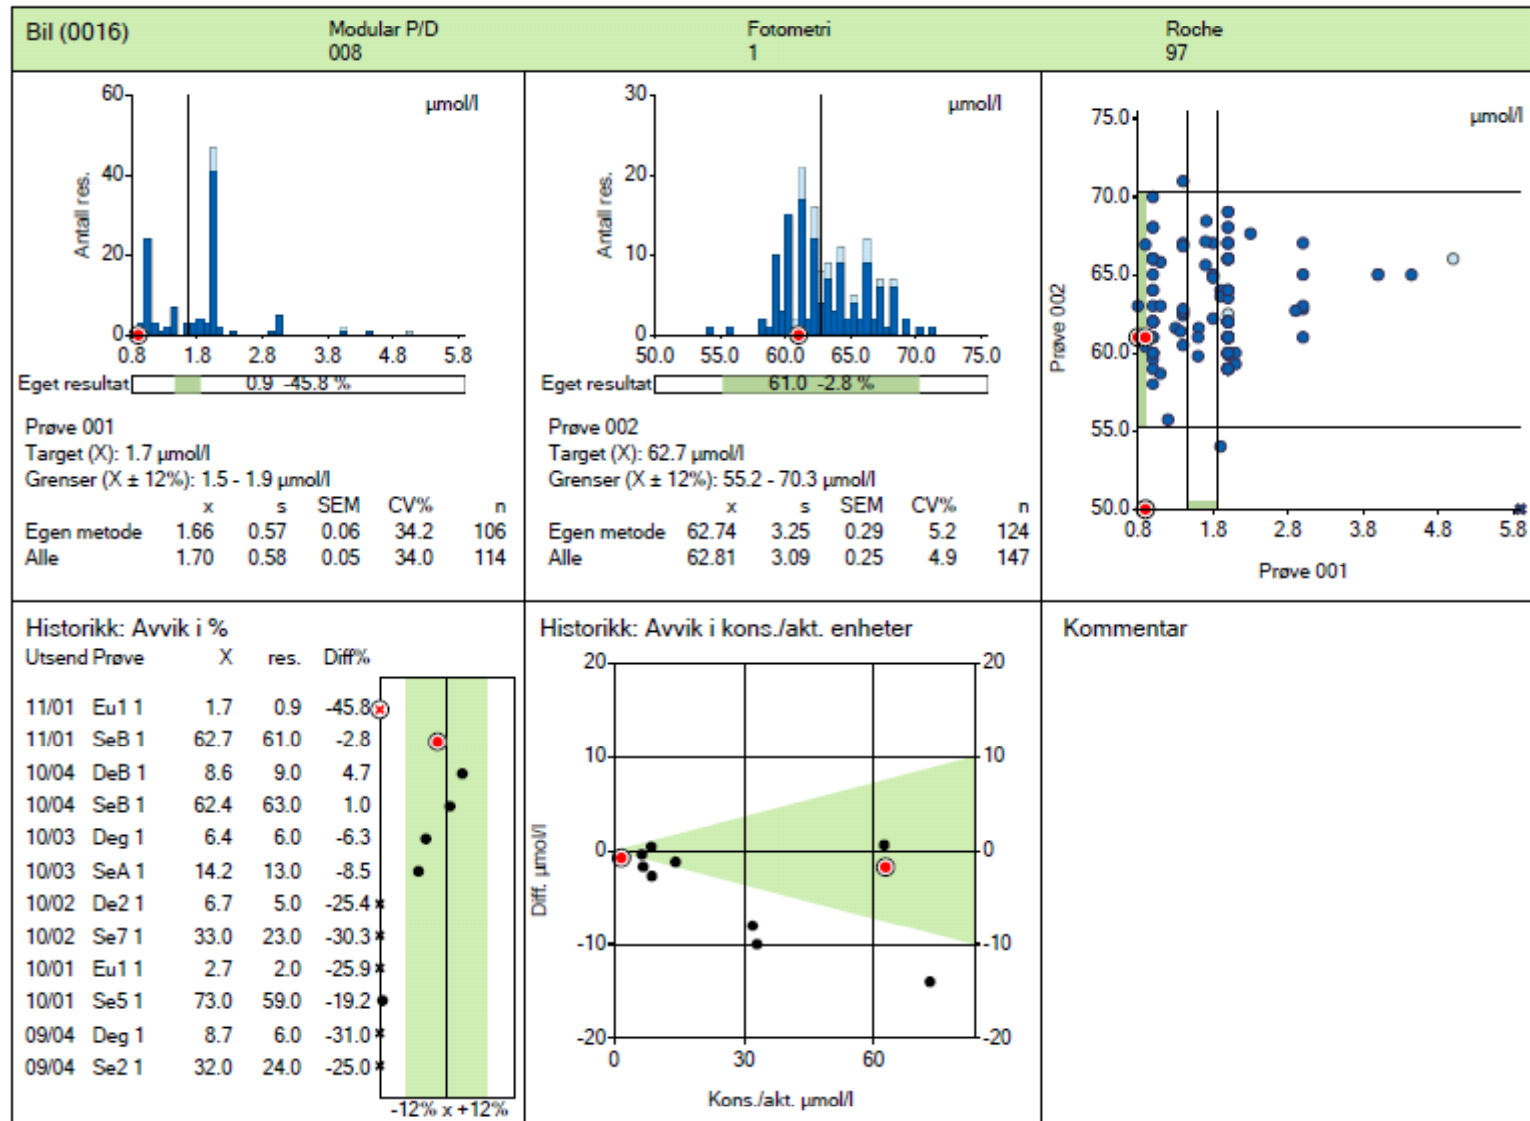 Bil (0016) Modular P/D Fotometri Roche
008 1 97
60 µmol/l
40
20
0
Antall res.
0.8 1.8 2.8 3.8 4.8 5.8
Eget resultat 0.9 -45.8 %
Prøve 001
Target (X): 1.7 µmol/l
Grenser (X ± 12%): 1.5 - 1.9 µmol/l
x s SEM CV% n
Egen metode 1.66 0.57 0.06 34.2 106
Alle 1.70 0.58 0.05 34.0 114
30 µmol/l
20
10
0
Antall res.
50.0 55.0 60.0 65.0 70.0 75.0
Eget resultat 61.0 -2.8 %
Prøve 002
Target (X): 62.7 µmol/l
Grenser (X ± 12%): 55.2 - 70.3 µmol/l
x s SEM CV% n
Egen metode 62.74 3.25 0.29 5.2 124
Alle 62.81 3.09 0.25 4.9 147
75.0 µmol/l
70.0
65.0
60.0
55.0
50.0
Prøve 002
0.8 1.8 2.8 3.8 4.8 5.8
Prøve 001
Historikk: Avvik i %
Utsend Prøve X res. Diff%
11/01 Eu1 1 1.7 0.9 -45.8
11/01 SeB 1 62.7 61.0 -2.8
10/04 DeB 1 8.6 9.0 4.7
10/04 SeB 1 62.4 63.0 1.0
10/03 Deg 1 6.4 6.0 -6.3
10/03 SeA 1 14.2 13.0 -8.5
10/02 De2 1 6.7 5.0 -25.4
10/02 Se7 1 33.0 23.0 -30.3
10/01 Eu1 1 2.7 2.0 -25.9
10/01 Se5 1 73.0 59.0 -19.2
09/04 Deg 1 8.7 6.0 -31.0
09/04 Se2 1 32.0 24.0 -25.0
-12% x +12%
Historikk: Avvik i kons./akt. enheter
20 20
10 10
0 0
-10 -10
-20 -20
Diff. µmol/l
0 30 60
Kons./akt. µmol/l
Kommentar